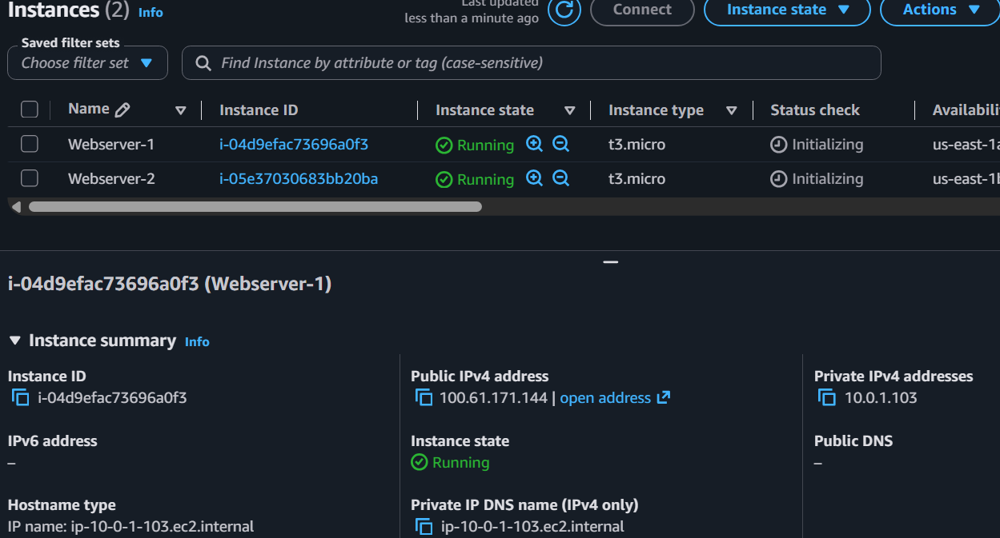 Instances (2) Info
Last updated
less than a minute ago
Connect
Instance state
Actions
Saved filter sets
Choose filter set
Find Instance by attribute or tag (case-sensitive)
Name Instance ID Instance state Instance type Status check
Webserver-1 i-04d9efac73696a0f3 Running t3.micro Initializing us-east-1a
Webserver-2 i-05e37030683bb20ba Running t3.micro Initializing us-east-1b
i-04d9efac73696a0f3 (Webserver-1)
Instance summary Info
Instance ID
i-04d9efac73696a0f3
Public IPv4 address
100.61.171.144 | open address
Private IPv4 addresses
10.0.1.103
IPv6 address
–
Instance state
Running
Public DNS
–
Hostname type
IP name: ip-10-0-1-103.ec2.internal
Private IP DNS name (IPv4 only)
ip-10-0-1-103.ec2.internal